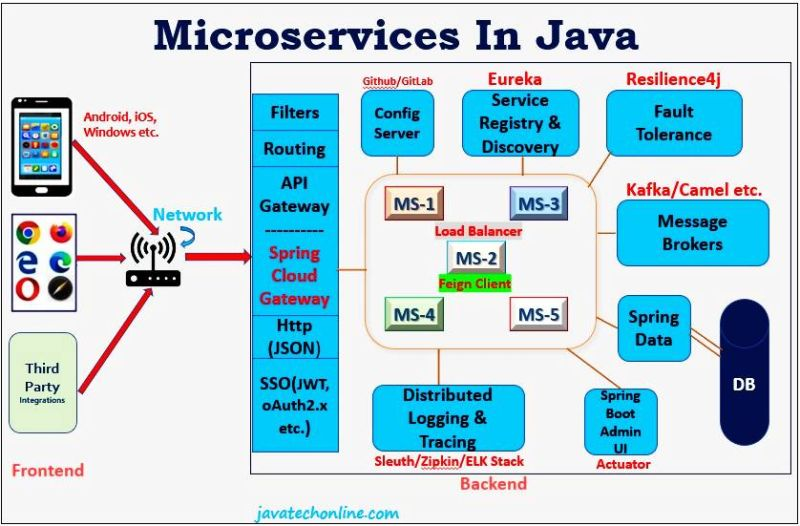 Microservices In Java
Android, iOS,
Windows etc.
Network
Third
Party
Integrations
Frontend
Filters
Routing
API
Gateway
----------
Spring
Cloud
Gateway
Http
(JSON)
SSO(JWT,
oAuth2.x
etc.)
Github/GitLab
Config
Server
Eureka
Service
Registry &
Discovery
Resilience4j
Fault
Tolerance
MS-1
MS-3
Load Balancer
MS-2
Feign Client
MS-4
MS-5
Kafka/Camel etc.
Message
Brokers
Spring
Data
DB
Distributed
Logging &
Tracing
Sleuth/Zipkin/ELK Stack
Spring
Boot
Admin
UI
Actuator
Backend
javatechonline.com